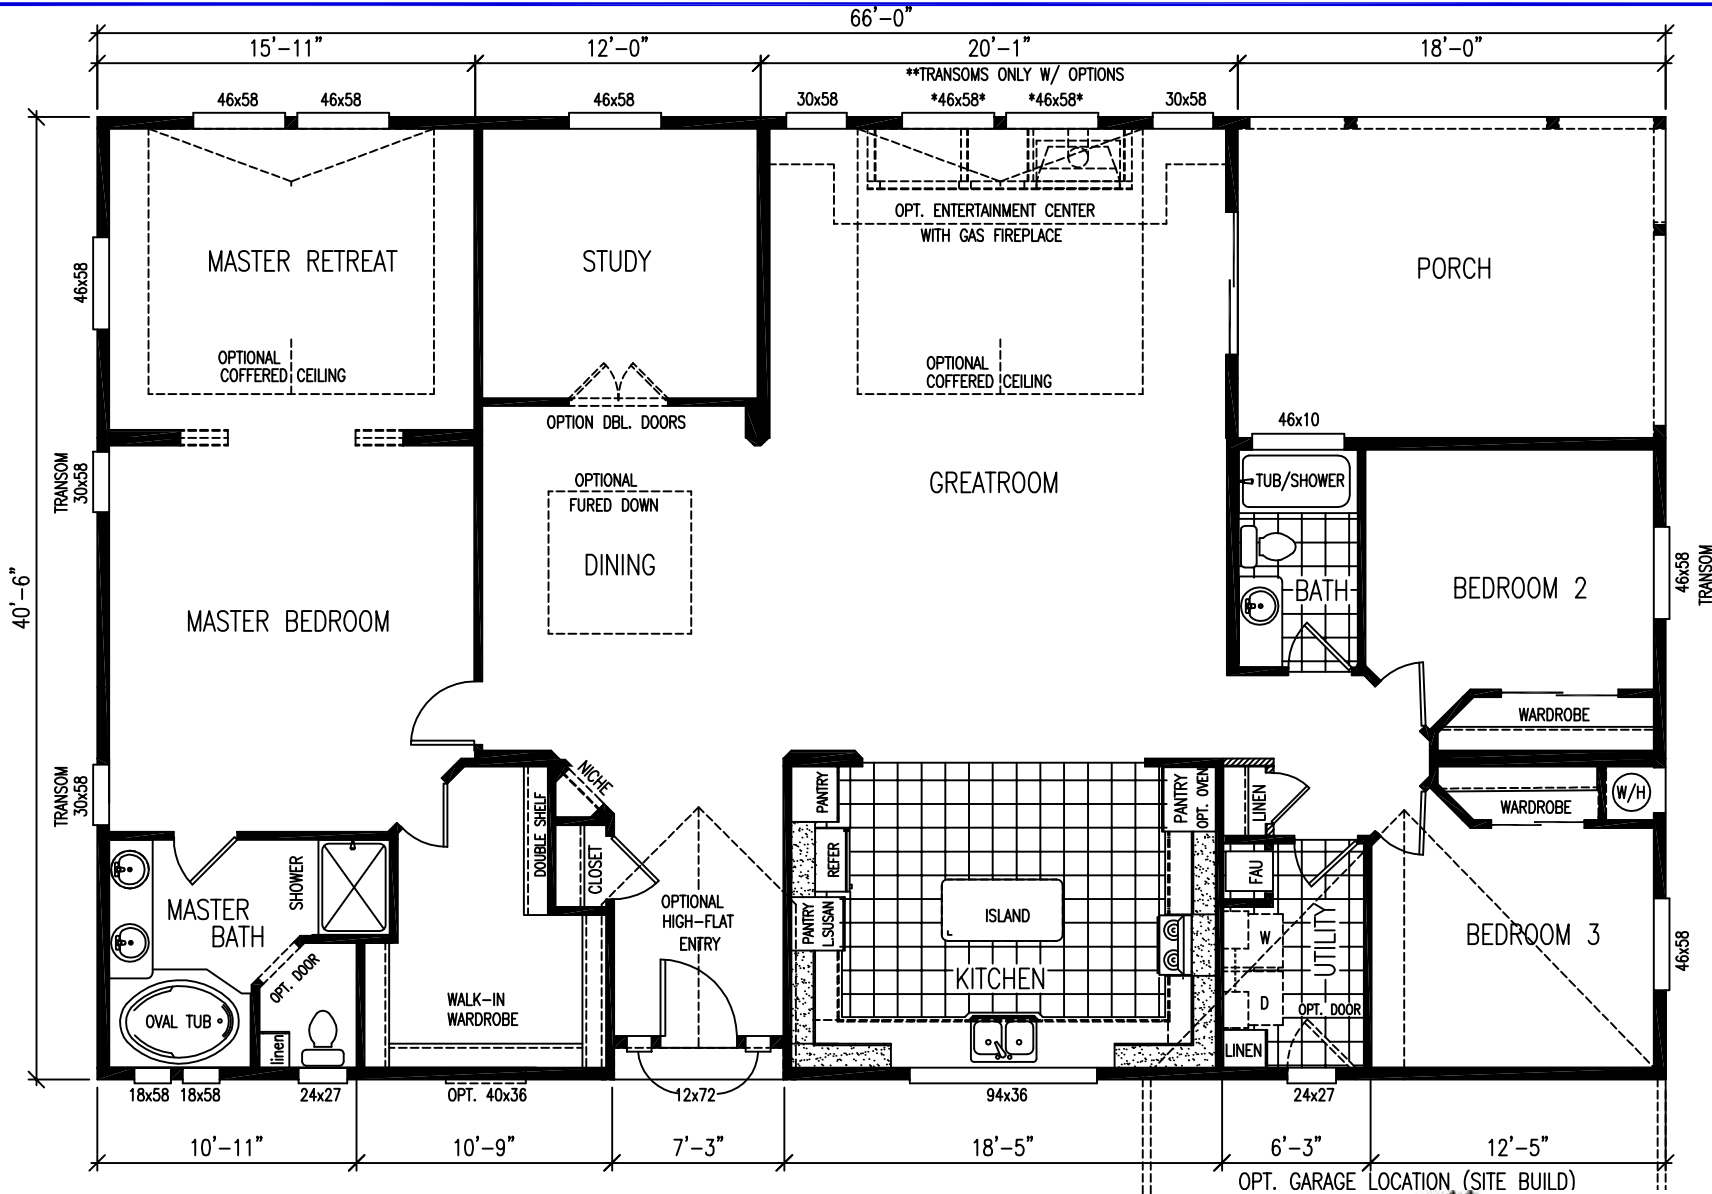 66'-0"
15'-11"
12'-0"
20'-1"
18'-0"
**TRANSOMS ONLY W/ OPTIONS
46x58
46x58
46x58
30x58
*46x58*
*46x58*
30x58
40'-6"
46x58
MASTER RETREAT
STUDY
OPT. ENTERTAINMENT CENTER
WITH GAS FIREPLACE
PORCH
OPTIONAL
COFFERED CEILING
OPTIONAL
COFFERED CEILING
OPTION DBL. DOORS
46x10
TRANSOM
30x58
OPTIONAL
FURED DOWN
DINING
GREATROOM
TUB/SHOWER
BATH
BEDROOM 2
46x58
TRANSOM
MASTER BEDROOM
WARDROBE
TRANSOM
30x58
NICHE
DOUBLE SHELF
CLOSET
PANTRY
REFER
PANTRY
L.SUSAN
PANTRY
OPT. OVEN
LINEN
WARDROBE
W/H
FAU
SHOWER
MASTER
BATH
OPTIONAL
HIGH-FLAT
ENTRY
ISLAND
KITCHEN
W
D
UTILITY
OPT. DOOR
LINEN
BEDROOM 3
46x58
OPT. DOOR
OVAL TUB
linen
WALK-IN
WARDROBE
18x58
18x58
24x27
OPT. 40x36
12x72
94x36
24x27
10'-11"
10'-9"
7'-3"
18'-5"
6'-3"
12'-5"
OPT. GARAGE LOCATION (SITE BUILD)